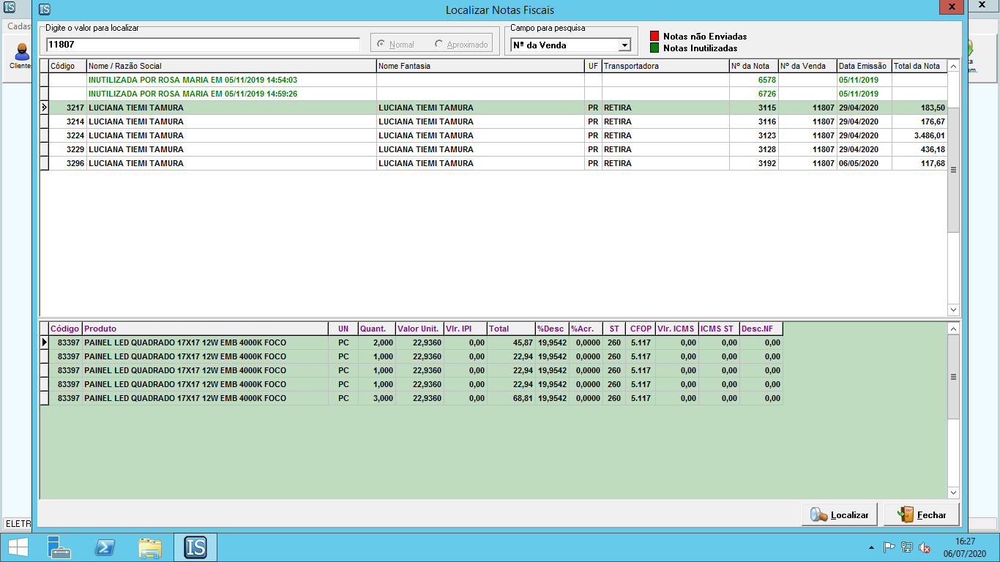 IS
IS Localizar Notas Fiscais x X
Cadast
Cliente
Digite o valor para localizar
11807
Normal Aproximado
Campo para pesquisa
Nº da Venda
Notas não Enviadas
Notas Inutilizadas
am.
Código Nome / Razão Social Nome Fantasia UF Transportadora Nº da Nota Nº da Venda Data Emissão Total da Nota
INUTILIZADA POR ROSA MARIA EM 05/11/2019 14:54:03 6578 05/11/2019
INUTILIZADA POR ROSA MARIA EM 05/11/2019 14:59:26 6726 05/11/2019
3217 LUCIANA TIEMI TAMURA LUCIANA TIEMI TAMURA PR RETIRA 3115 11807 29/04/2020 183,50
3214 LUCIANA TIEMI TAMURA LUCIANA TIEMI TAMURA PR RETIRA 3116 11807 29/04/2020 176,67
3224 LUCIANA TIEMI TAMURA LUCIANA TIEMI TAMURA PR RETIRA 3123 11807 29/04/2020 3.486,01
3229 LUCIANA TIEMI TAMURA LUCIANA TIEMI TAMURA PR RETIRA 3128 11807 29/04/2020 436,18
3296 LUCIANA TIEMI TAMURA LUCIANA TIEMI TAMURA PR RETIRA 3192 11807 06/05/2020 117,68
Código Produto UN Quant. Valor Unit. Vlr. IPI Total %Desc %Acr. ST CFOP Vlr. ICMS ICMS ST Desc.NF
83397 PAINEL LED QUADRADO 17X17 12W EMB 4000K FOCO PC 2,000 22,9360 0,00 45,87 19,9542 0,0000 260 5.117 0,00 0,00 0,00
83397 PAINEL LED QUADRADO 17X17 12W EMB 4000K FOCO PC 1,000 22,9360 0,00 22,94 19,9542 0,0000 260 5.117 0,00 0,00 0,00
83397 PAINEL LED QUADRADO 17X17 12W EMB 4000K FOCO PC 1,000 22,9360 0,00 22,94 19,9542 0,0000 260 5.117 0,00 0,00 0,00
83397 PAINEL LED QUADRADO 17X17 12W EMB 4000K FOCO PC 1,000 22,9360 0,00 22,94 19,9542 0,0000 260 5.117 0,00 0,00 0,00
83397 PAINEL LED QUADRADO 17X17 12W EMB 4000K FOCO PC 3,000 22,9360 0,00 68,81 19,9542 0,0000 260 5.117 0,00 0,00 0,00
Localizar Fechar
ELETR
IS
16:27
06/07/2020